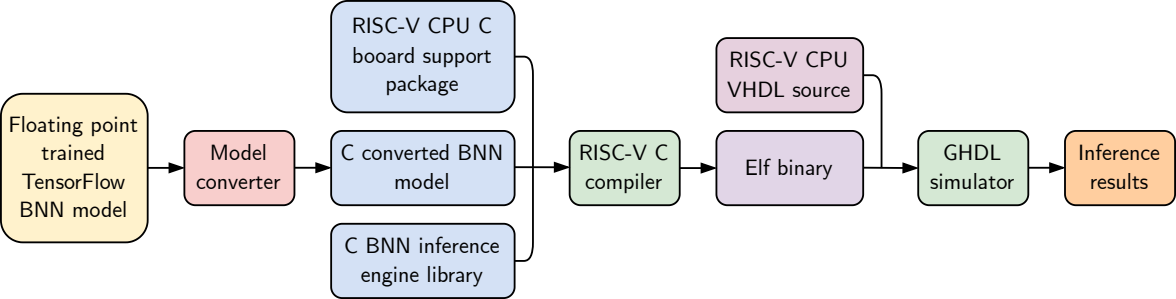 Floating point
trained
TensorFlow
BNN model
Model
converter
RISC-V CPU C
booard support
package
C converted BNN
model
C BNN inference
engine library
RISC-V C
compiler
RISC-V CPU
VHDL source
Elf binary
GHDL
simulator
Inference
results